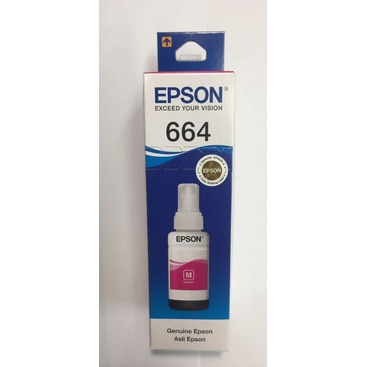 EPSON®
EXCEED YOUR VISION
664
EPSON
EPSON
M
Genuine Epson
Asli Epson